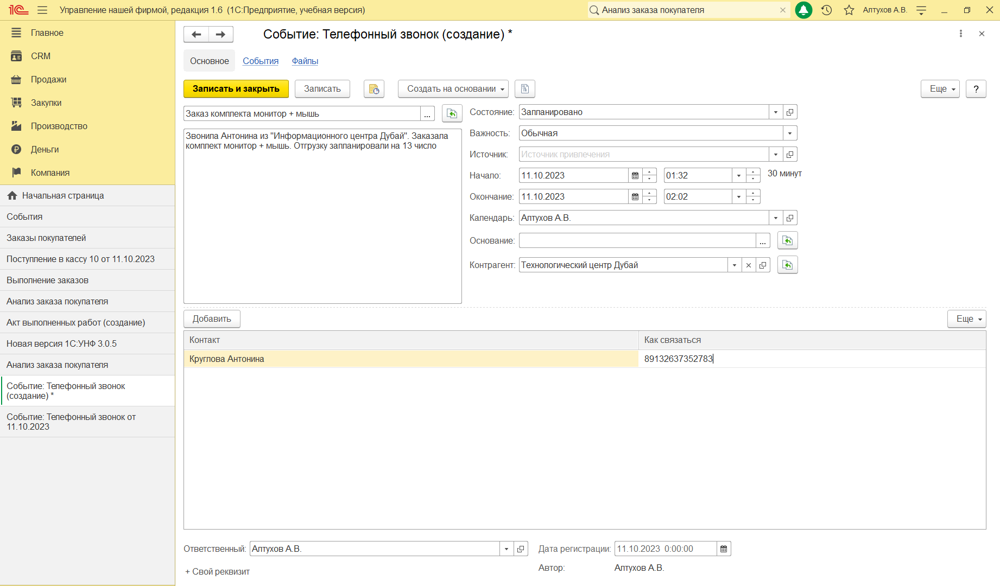 Управление нашей фирмой, редакция 1.6 (1С:Предприятие, учебная версия)
Анализ заказа покупателя
Алтухов А.В.
Главное
CRM
Продажи
Закупки
Производство
Деньги
Компания
Начальная страница
События
Заказы покупателей
Поступление в кассу 10 от 11.10.2023
Выполнение заказов
Анализ заказа покупателя
Акт выполненных работ (создание)
Новая версия 1С:УНФ 3.0.5
Анализ заказа покупателя
Событие: Телефонный звонок
(создание) *
Событие: Телефонный звонок от
11.10.2023
Событие: Телефонный звонок (создание) *
Основное События Файлы
Записать и закрыть Записать Создать на основании Еще ?
Заказ комплекта монитор + мышь ...
Звонила Антонина из "Информационного центра Дубай". Заказала
комплект монитор + мышь. Отгрузку запланировали на 13 число
Состояние: Запланировано
Важность: Обычная
Источник: Источник привлечения
Начало: 11.10.2023 01:32 30 минут
Окончание: 11.10.2023 02:02
Календарь: Алтухов А.В.
Основание: ...
Контрагент: Технологический центр Дубай
Добавить Еще
Контакт Как связаться
Круглова Антонина 89132637352783
Ответственный: Алтухов А.В. Дата регистрации: 11.10.2023 0:00:00
+ Свой реквизит Автор: Алтухов А.В.